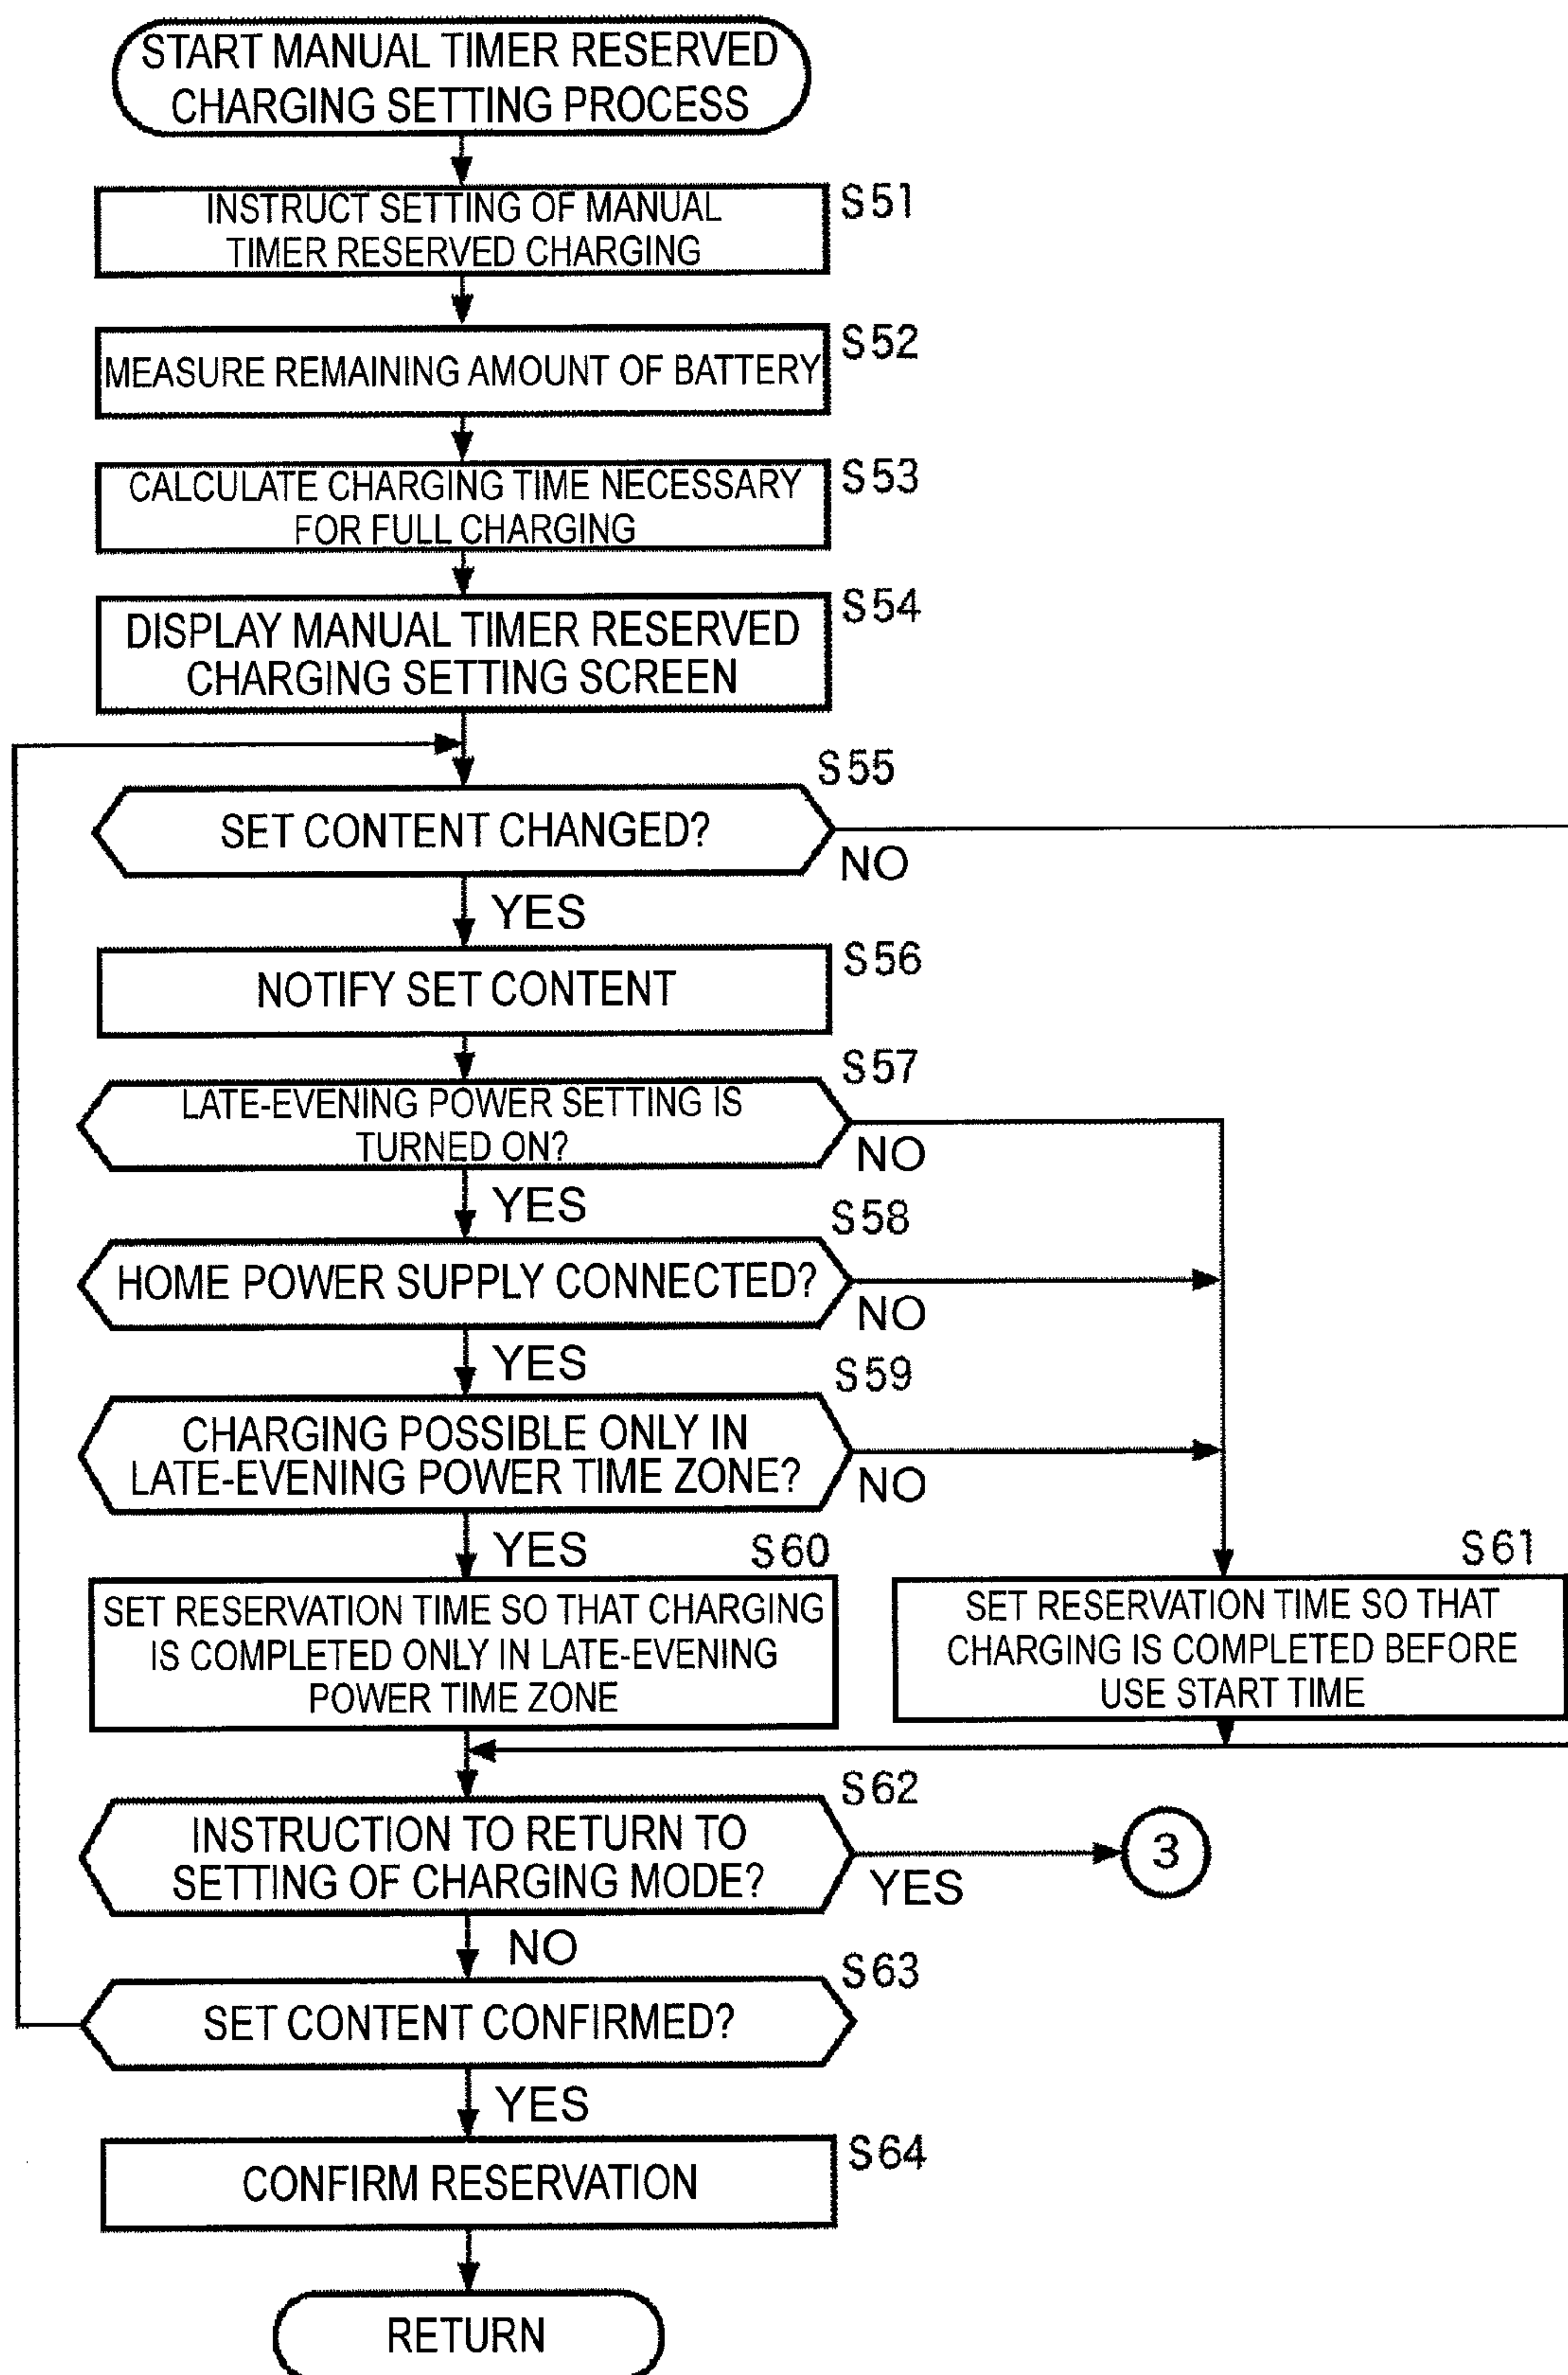 START MANUAL TIMER RESERVED
CHARGING SETTING PROCESS
S51
INSTRUCT SETTING OF MANUAL
TIMER RESERVED CHARGING
S52
MEASURE REMAINING AMOUNT OF BATTERY
S53
CALCULATE CHARGING TIME NECESSARY
FOR FULL CHARGING
S54
DISPLAY MANUAL TIMER RESERVED
CHARGING SETTING SCREEN
S55
SET CONTENT CHANGED?
NO
YES
S56
NOTIFY SET CONTENT
S57
LATE-EVENING POWER SETTING IS
TURNED ON?
NO
YES
S58
HOME POWER SUPPLY CONNECTED?
NO
YES
S59
CHARGING POSSIBLE ONLY IN
LATE-EVENING POWER TIME ZONE?
NO
YES
S60
SET RESERVATION TIME SO THAT CHARGING
IS COMPLETED ONLY IN LATE-EVENING
POWER TIME ZONE
S61
SET RESERVATION TIME SO THAT
CHARGING IS COMPLETED BEFORE
USE START TIME
S62
INSTRUCTION TO RETURN TO
SETTING OF CHARGING MODE?
YES
3
NO
S63
SET CONTENT CONFIRMED?
YES
S64
CONFIRM RESERVATION
RETURN